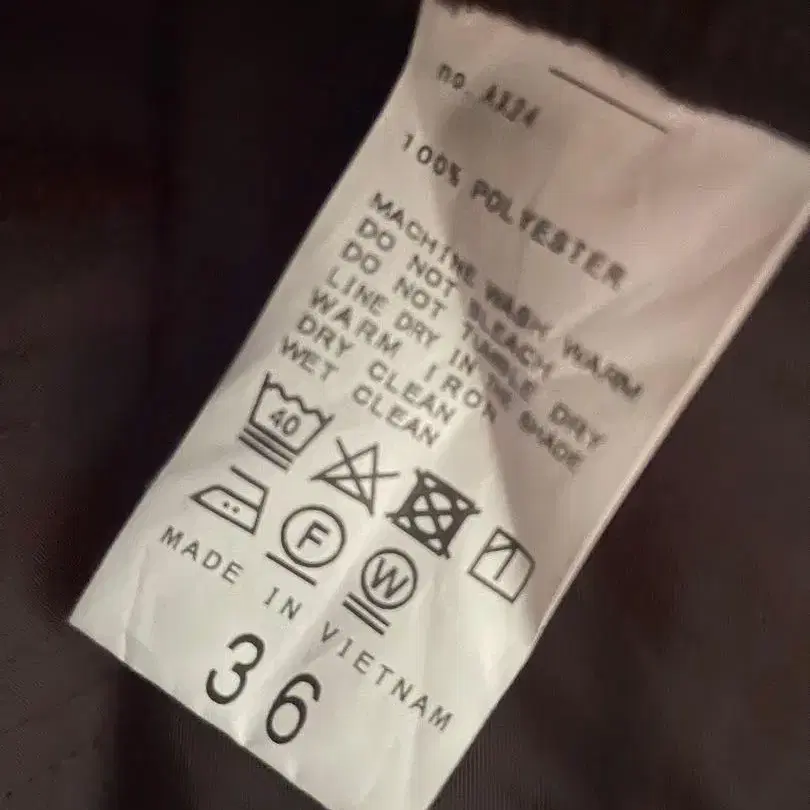 no. AX24
100% POLYESTER
MACHINE WASH WARM
DO NOT BLEACH
DO NOT TUMBLE DRY
LINE DRY IN THE SHADE
WARM IRON
DRY CLEAN
WET CLEAN
40
F
W
MADE IN VIETNAM
36